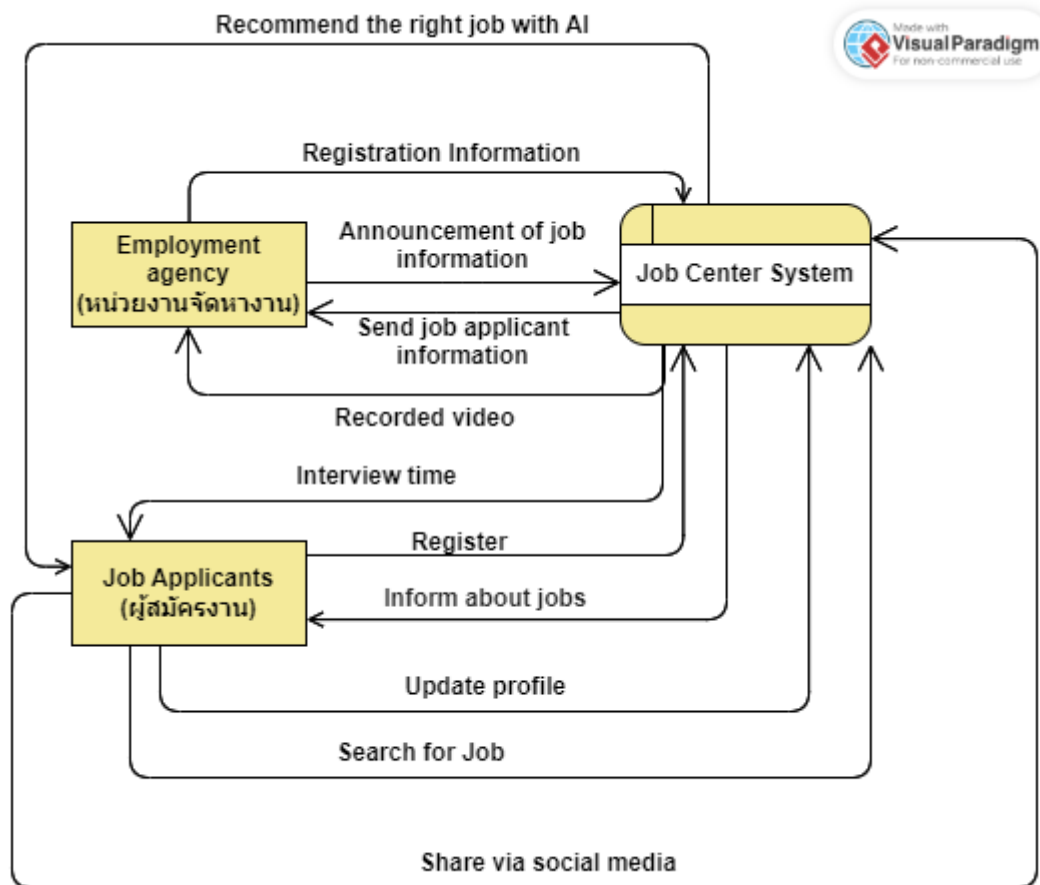 Recommend the right job with AI
Made with
Visual Paradigm
For non-commercial use
Registration Information
Employment
agency
(หน่วยงานจัดหางาน)
Announcement of job
information
Job Center System
Send job applicant
information
Recorded video
Interview time
Job Applicants
(ผู้สมัครงาน)
Register
Inform about jobs
Update profile
Search for Job
Share via social media